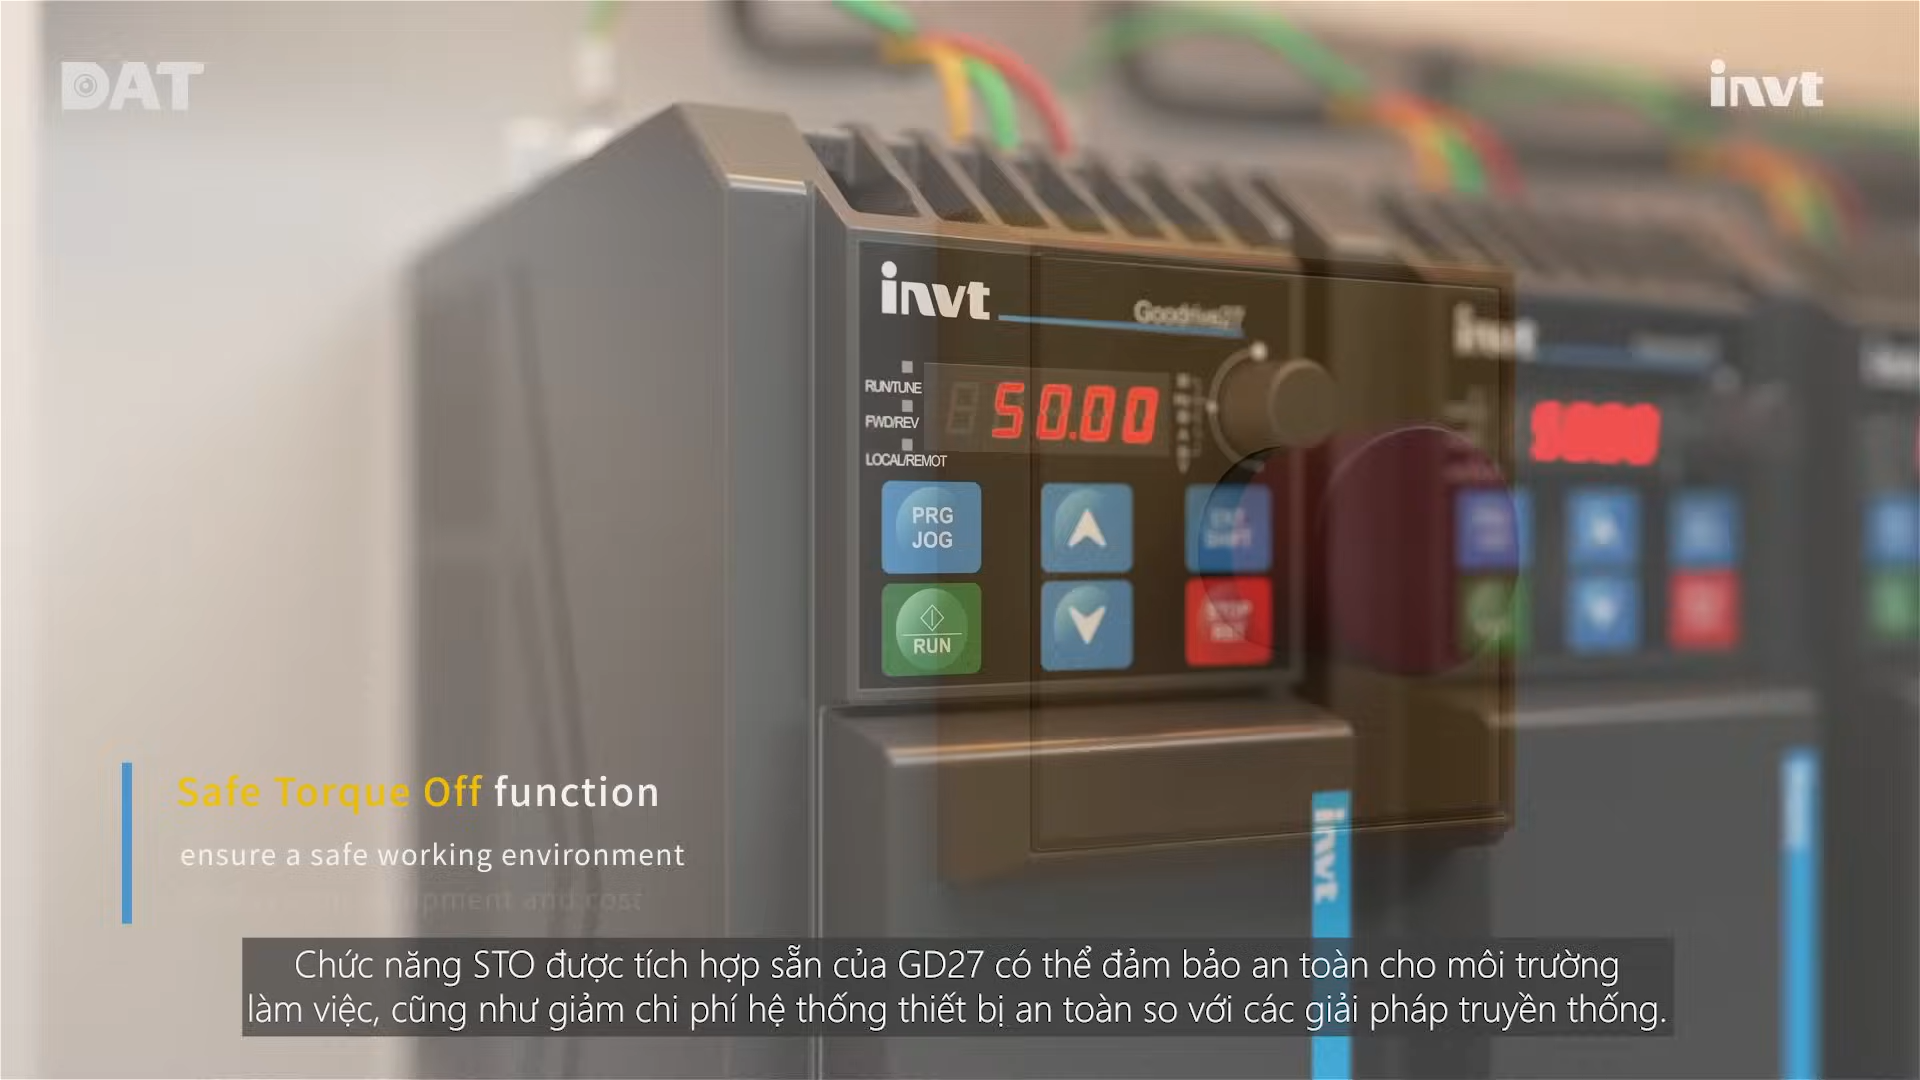 DAT
invt
invt
Goodrive27
RUN/TUNE
FWD/REV
LOCAL/REMOT
50.00
PRG
JOG
RUN
STOP
invt
invt
Safe Torque Off function
ensure a safe working environment
Chức năng STO được tích hợp sẵn của GD27 có thể đảm bảo an toàn cho môi trường
làm việc, cũng như giảm chi phí hệ thống thiết bị an toàn so với các giải pháp truyền thống.